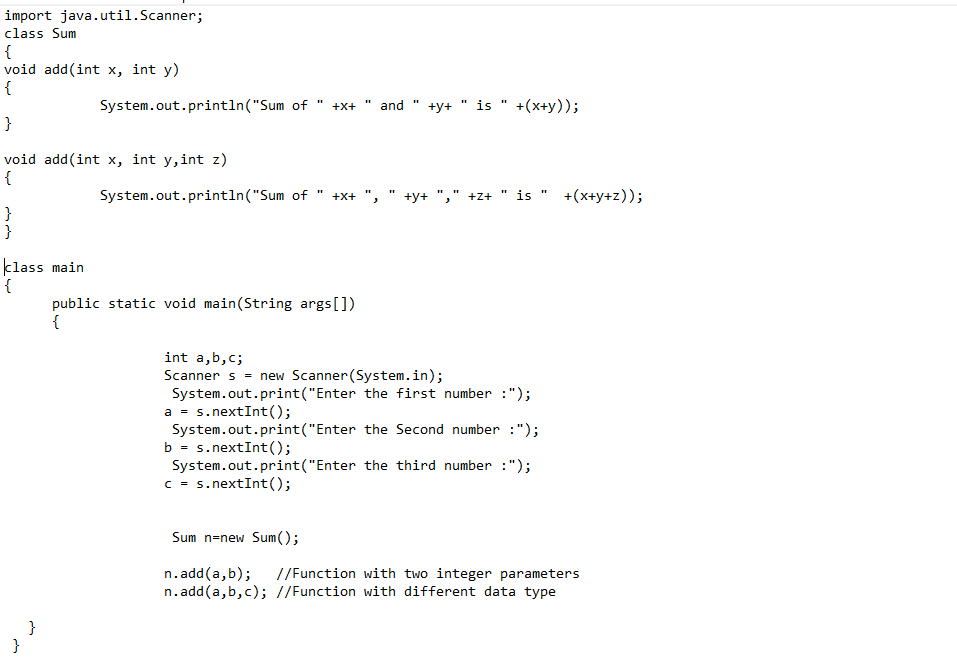 import java.util.Scanner;
class Sum
{
void add(int x, int y)
{
            System.out.println("Sum of " +x+ " and " +y+ " is " +(x+y));
}

void add(int x, int y,int z)
{
            System.out.println("Sum of " +x+ ", " +y+ "," +z+ " is "  +(x+y+z));
}
}

class main
{
      public static void main(String args[])
      {

                    int a,b,c;
                    Scanner s = new Scanner(System.in);
                     System.out.print("Enter the first number :");
                    a = s.nextInt();
                     System.out.print("Enter the Second number :");
                    b = s.nextInt();
                     System.out.print("Enter the third number :");
                    c = s.nextInt();


                     Sum n=new Sum();

                    n.add(a,b);   //Function with two integer parameters
                    n.add(a,b,c); //Function with different data type

   }
 }